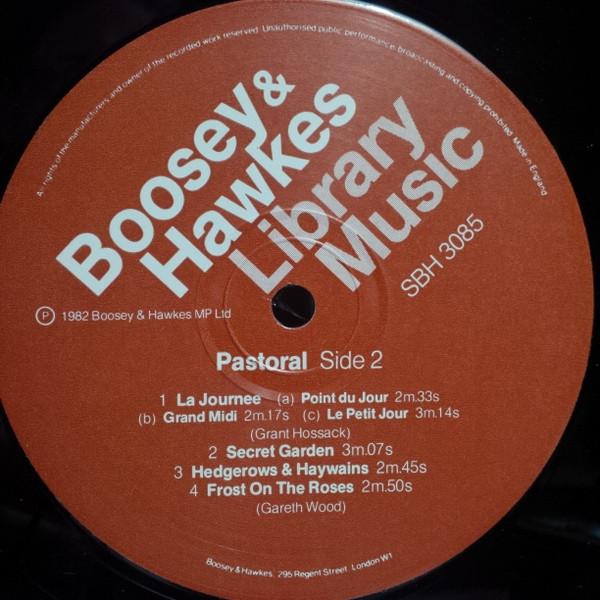 All rights of the manufacturers and owner of the recorded work reserved. Unauthorised public performance, broadcasting and copying prohibited. Made in England
Boosey &
Hawkes
Library
Music
SBH 3085
Ⓟ 1982 Boosey & Hawkes MP Ltd
Pastoral Side 2
1 La Journee (a) Point du Jour 2m.33s
(b) Grand Midi 2m.17s (c) Le Petit Jour 3m.14s
(Grant Hossack)
2 Secret Garden 3m.07s
3 Hedgerows & Haywains 2m.45s
4 Frost On The Roses 2m.50s
(Gareth Wood)
Boosey & Hawkes, 295 Regent Street, London W1